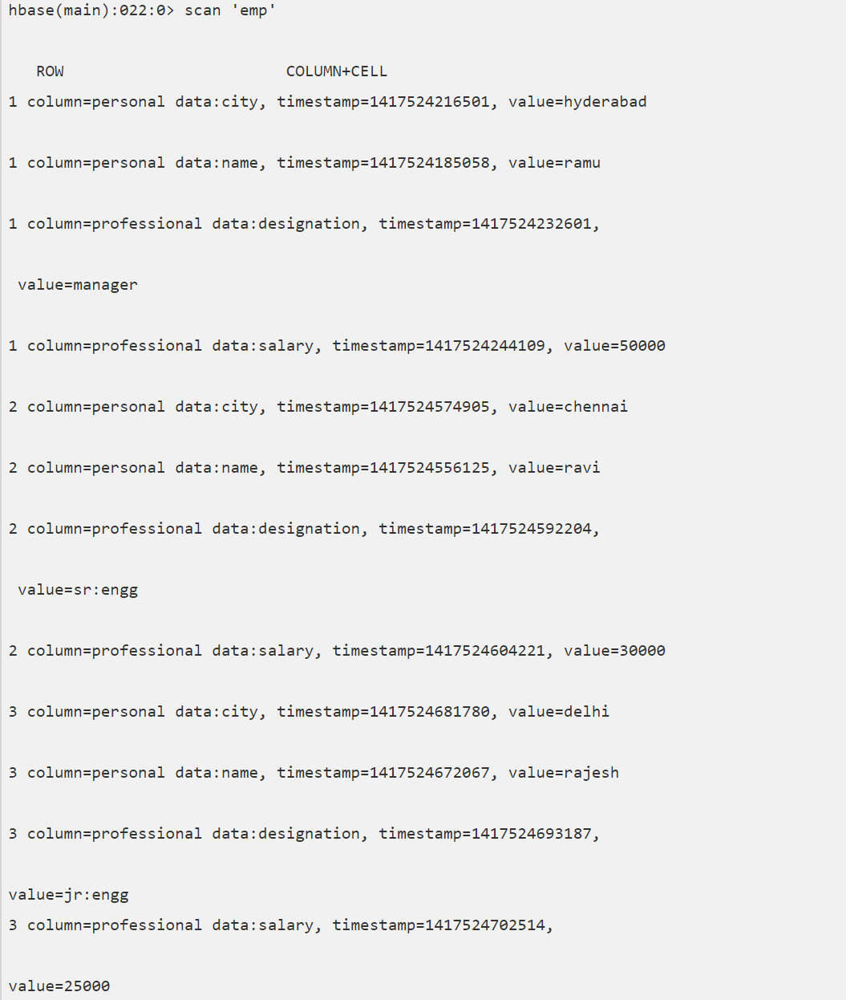 hbase(main):022:0> scan 'emp'
ROW COLUMN+CELL
1 column=personal data:city, timestamp=1417524216501, value=hyderabad
1 column=personal data:name, timestamp=1417524185058, value=ramu
1 column=professional data:designation, timestamp=1417524232601,
value=manager
1 column=professional data:salary, timestamp=1417524244109, value=50000
2 column=personal data:city, timestamp=1417524574905, value=chennai
2 column=personal data:name, timestamp=1417524556125, value=ravi
2 column=professional data:designation, timestamp=1417524592204,
value=sr:engg
2 column=professional data:salary, timestamp=1417524604221, value=30000
3 column=personal data:city, timestamp=1417524681780, value=delhi
3 column=personal data:name, timestamp=1417524672067, value=rajesh
3 column=professional data:designation, timestamp=1417524693187,
value=jr:engg
3 column=professional data:salary, timestamp=1417524702514,
value=25000